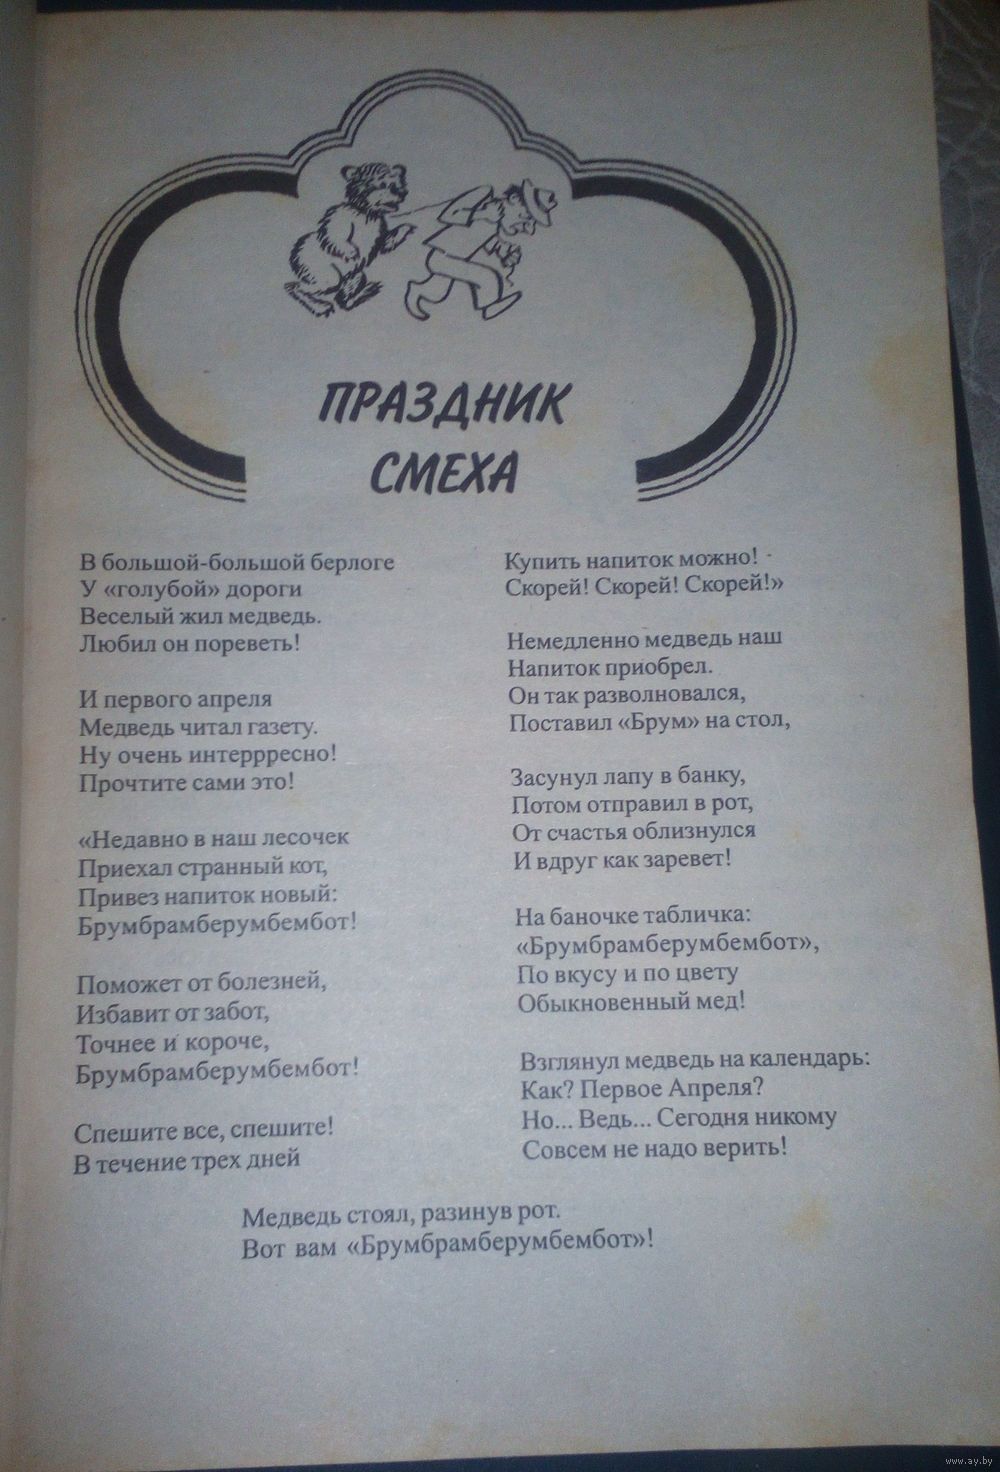 ПРАЗДНИК
СМЕХА
В большой-большой берлоге
У «голубой» дороги
Веселый жил медведь.
Любил он пореветь!
И первого апреля
Медведь читал газету.
Ну очень интерррресно!
Прочтите сами это!
«Недавно в наш лесочек
Приехал странный кот,
Привез напиток новый:
Брумбрамберумбембот!
Поможет от болезней,
Избавит от забот,
Точнее и короче,
Брумбрамберумбембот!
Спешите все, спешите!
В течение трех дней
Купить напиток можно!
Скорей! Скорей! Скорей!»
Немедленно медведь наш
Напиток приобрел.
Он так разволновался,
Поставил «Брум» на стол,
Засунул лапу в банку,
Потом отправил в рот,
От счастья облизнулся
И вдруг как заревет!
На баночке табличка:
«Брумбрамберумбембот»,
По вкусу и по цвету
Обыкновенный мед!
Взглянул медведь на календарь:
Как? Первое Апреля?
Но... Ведь... Сегодня никому
Совсем не надо верить!
Медведь стоял, разинув рот.
Вот вам «Брумбрамберумбембот»!
www.ay.by